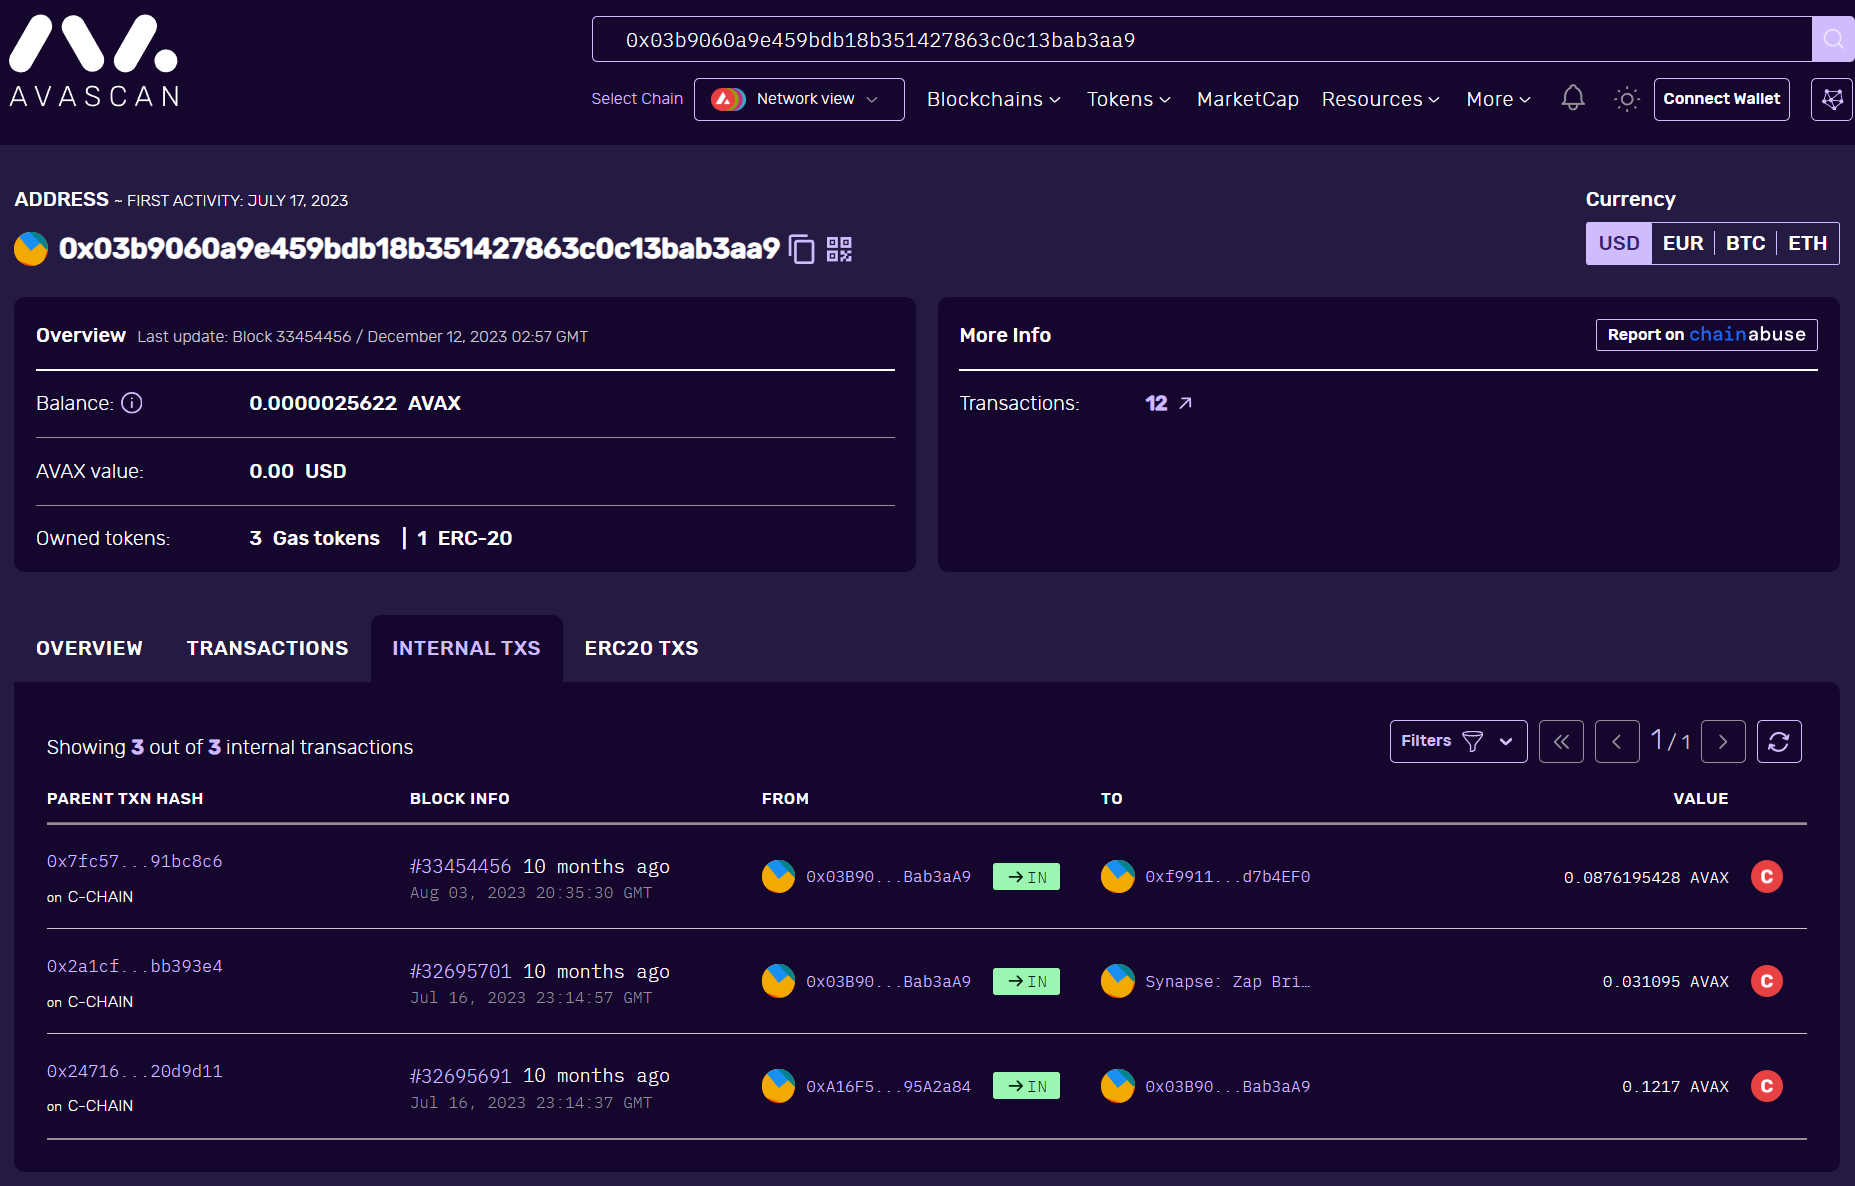 AVASCAN
0x03b9060a9e459bdb18b351427863c0c13bab3aa9
Select Chain Network view Blockchains Tokens MarketCap Resources More Connect Wallet
ADDRESS ~ FIRST ACTIVITY: JULY 17, 2023
0x03b9060a9e459bdb18b351427863c0c13bab3aa9
Currency
USD EUR BTC ETH
Overview Last update: Block 33454456 / December 12, 2023 02:57 GMT
Balance: 0.0000025622 AVAX
AVAX value: 0.00 USD
Owned tokens: 3 Gas tokens | 1 ERC-20
More Info Report on chainabuse
Transactions: 12
OVERVIEW TRANSACTIONS INTERNAL TXS ERC20 TXS
Showing 3 out of 3 internal transactions
Filters 1 / 1
PARENT TXN HASH BLOCK INFO FROM TO VALUE
0x7fc57...91bc8c6 #33454456 10 months ago 0x03B90...Bab3aA9 IN 0xf9911...d7b4EF0 0.0876195428 AVAX C
on C-CHAIN Aug 03, 2023 20:35:30 GMT
0x2a1cf...bb393e4 #32695701 10 months ago 0x03B90...Bab3aA9 IN Synapse: Zap Bri… 0.031095 AVAX C
on C-CHAIN Jul 16, 2023 23:14:57 GMT
0x24716...20d9d11 #32695691 10 months ago 0xA16F5...95A2a84 IN 0x03B90...Bab3aA9 0.1217 AVAX C
on C-CHAIN Jul 16, 2023 23:14:37 GMT